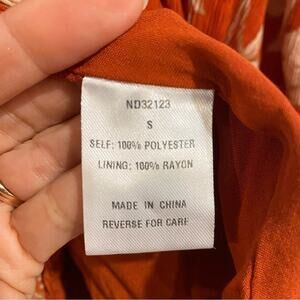 ND32123
S
SELF; 100% POLYESTER
LINING; 100% RAYON
MADE IN CHINA
REVERSE FOR CARE